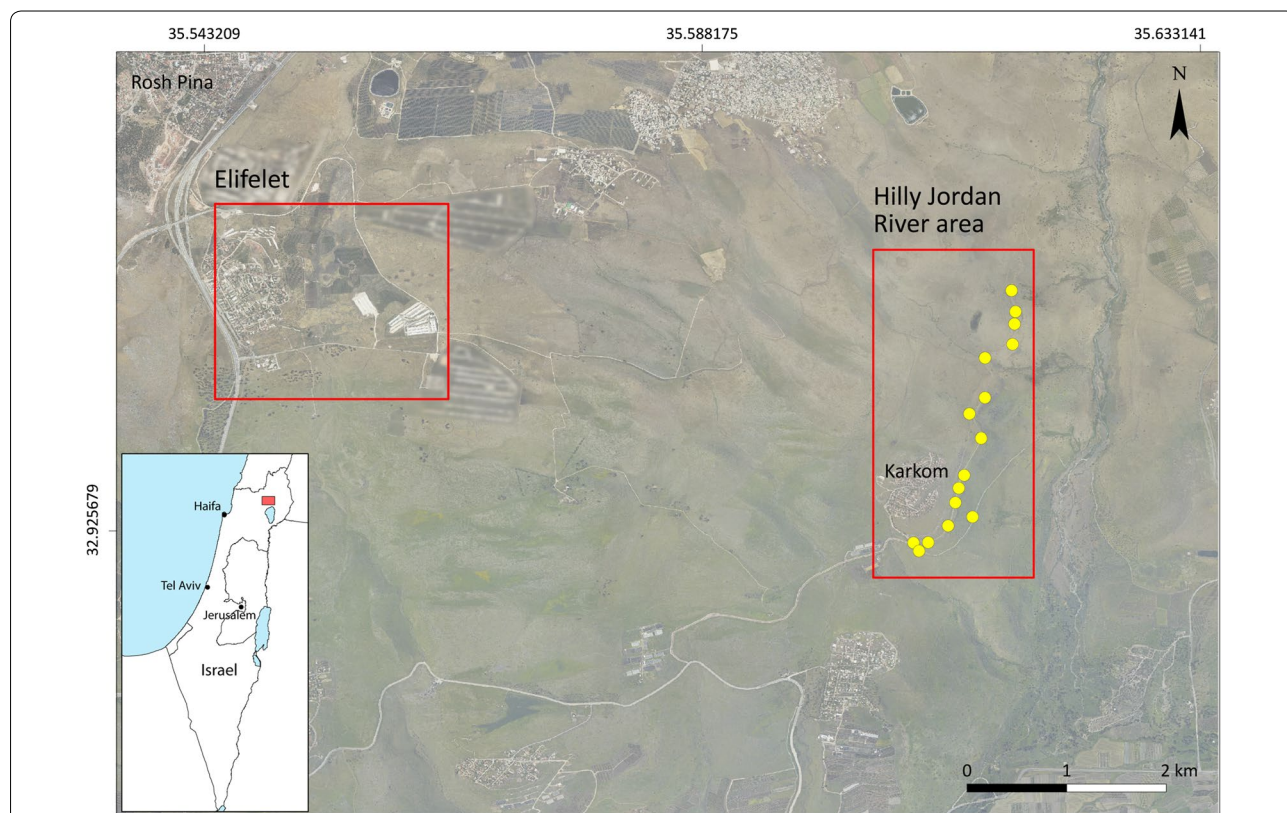 35.543209
35.588175
35.633141
Rosh Pina
N
Elifelet
Hilly Jordan
River area
Karkom
32.925679
Haifa
Tel Aviv
Jerusalem
Israel
0 1 2 km